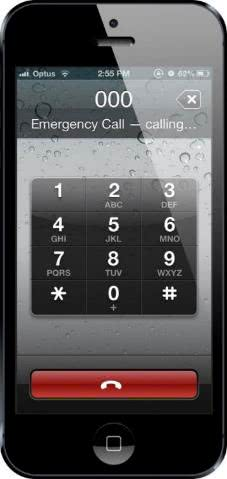 Optus 2:55 PM 62%
000
Emergency Call — calling...
1 2 3
ABC DEF
4 5 6
GHI JKL MNO
7 8 9
PQRS TUV WXYZ
* 0 #
+